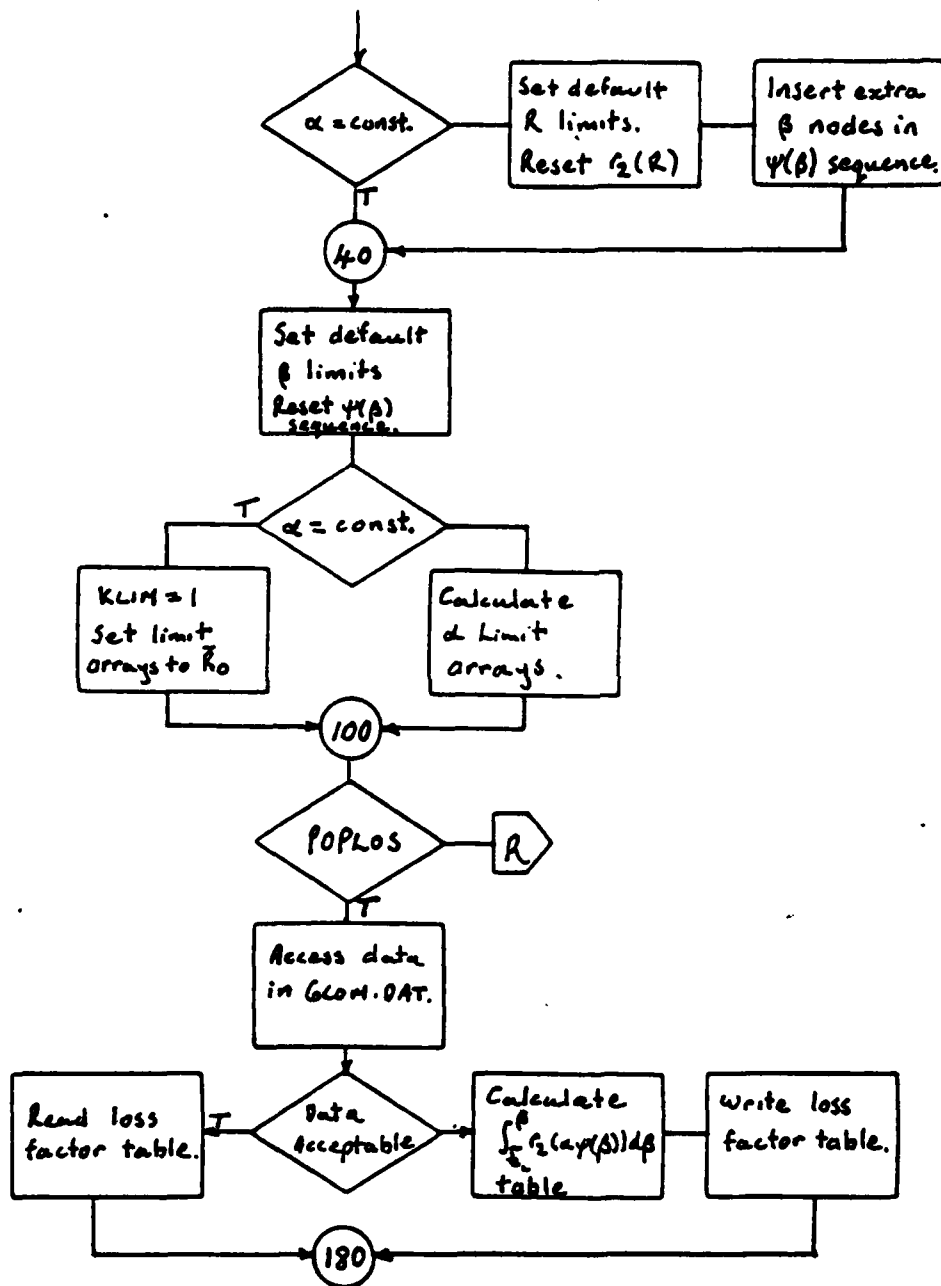 α = const.
Set default
R limits.
Reset r₂(R)
Insert extra
β nodes in
ψ(β) sequence.
T
40
Set default
β limits
Reset ψ(β)
sequence.
T
α = const.
KLIM = 1
Set limit
arrays to R̃₀
Calculate
α Limit
arrays.
100
POPLOS
R
T
Access data
in GLOM.DAT.
Read loss
factor table.
T
Data
Acceptable
Calculate
r₂(αψ(β))dβ
table
Write loss
factor table.
180